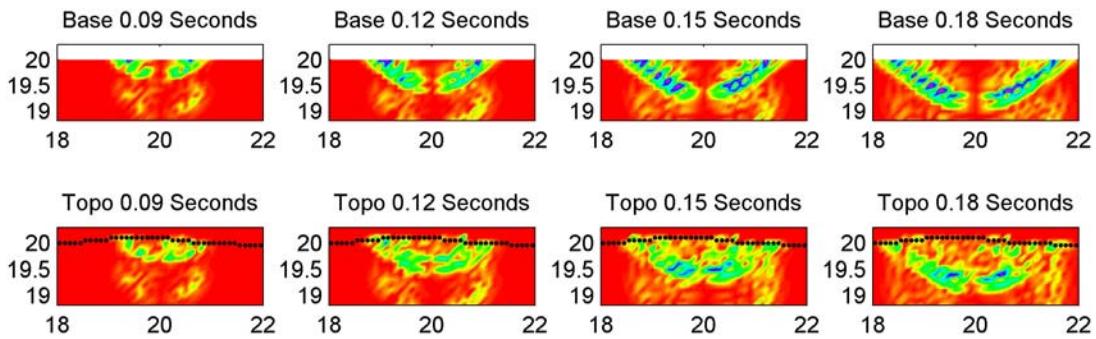 Base 0.09 Seconds Base 0.12 Seconds Base 0.15 Seconds Base 0.18 Seconds
20 20 20 20
19.5 19.5 19.5 19.5
19 19 19 19
18 20 22 18 20 22 18 20 22 18 20 22
Topo 0.09 Seconds Topo 0.12 Seconds Topo 0.15 Seconds Topo 0.18 Seconds
20 20 20 20
19.5 19.5 19.5 19.5
19 19 19 19
18 20 22 18 20 22 18 20 22 18 20 22